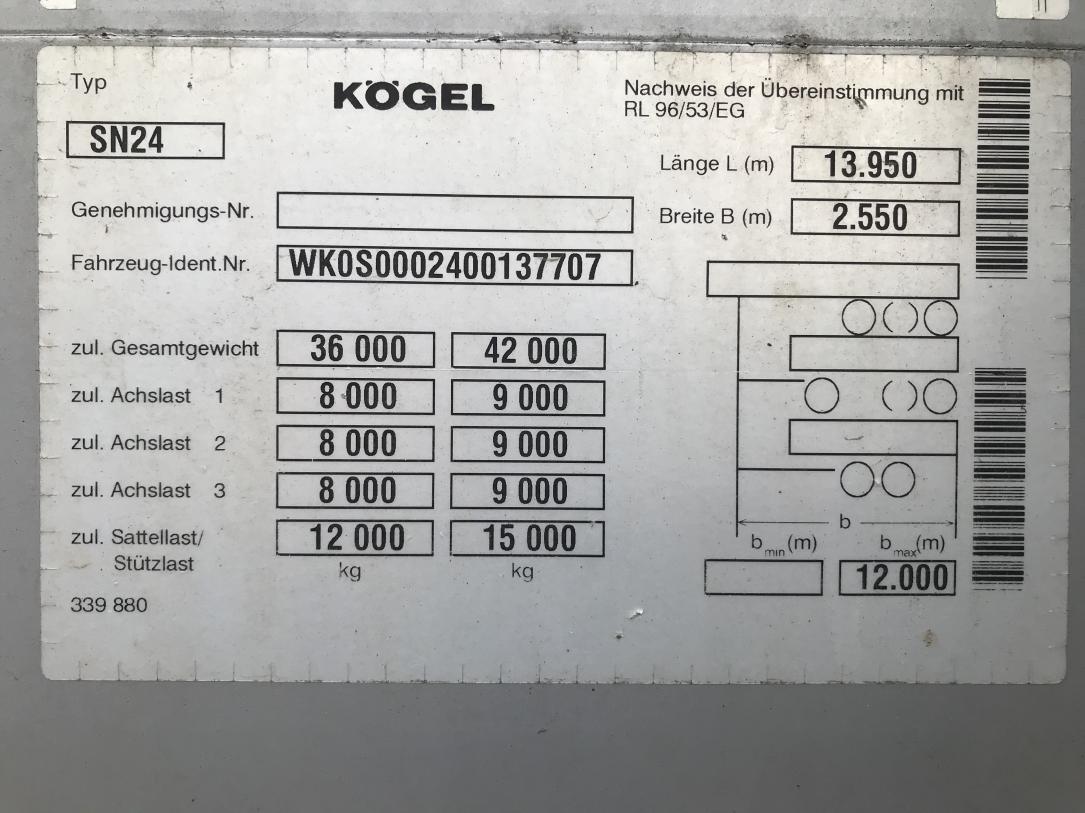 Typ
KÖGEL
Nachweis der Übereinstimmung mit
RL 96/53/EG
SN24
Länge L (m) 13.950
Genehmigungs-Nr.
Breite B (m) 2.550
Fahrzeug-Ident.Nr. WK0S0002400137707
zul. Gesamtgewicht 36 000 42 000
zul. Achslast 1 8 000 9 000
zul. Achslast 2 8 000 9 000
zul. Achslast 3 8 000 9 000
zul. Sattellast/ 12 000 15 000
Stützlast
kg kg
b
b min (m) b max (m)
12.000
339 880